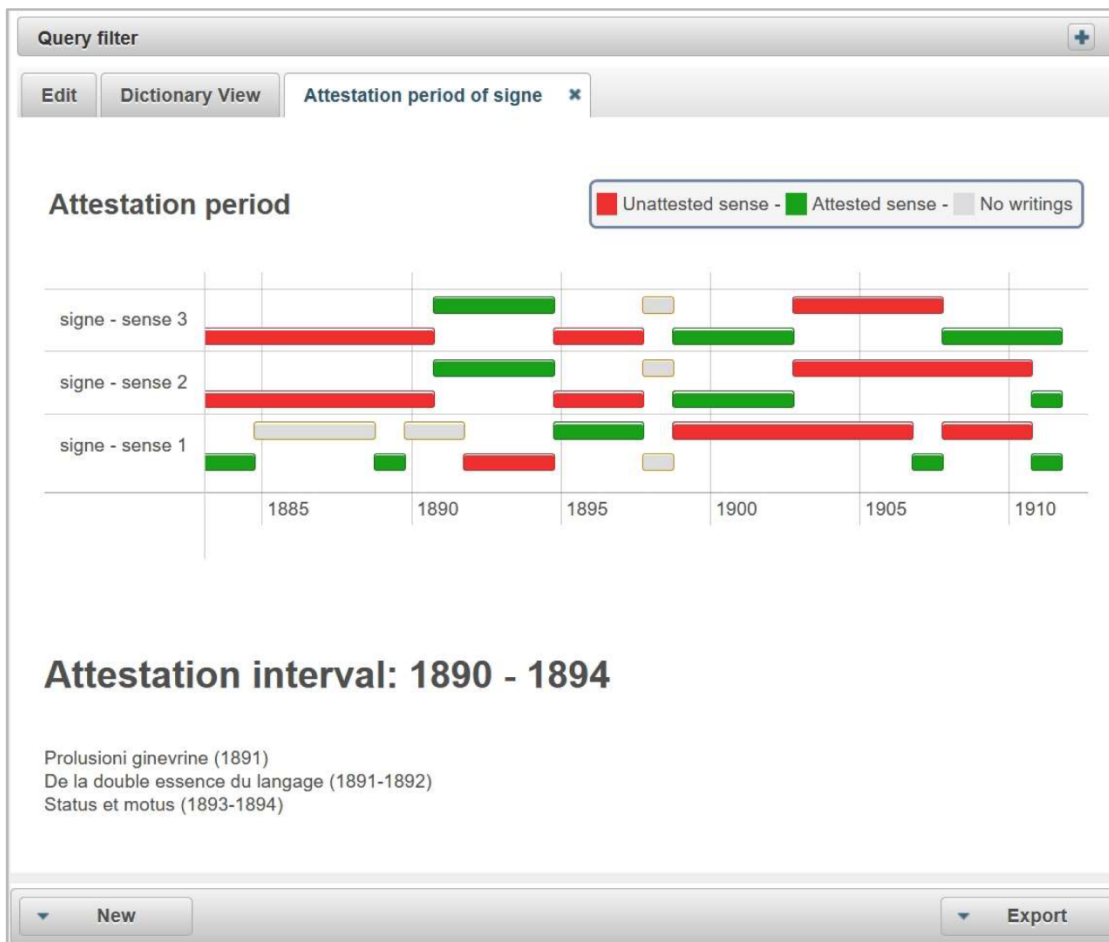 Query filter
Edit Dictionary View Attestation period of signe
Attestation period
Unattested sense - Attested sense - No writings
signe - sense 3
signe - sense 2
signe - sense 1
1885 1890 1895 1900 1905 1910
Attestation interval: 1890 - 1894
Prolusioni ginevrine (1891)
De la double essence du langage (1891-1892)
Status et motus (1893-1894)
New Export